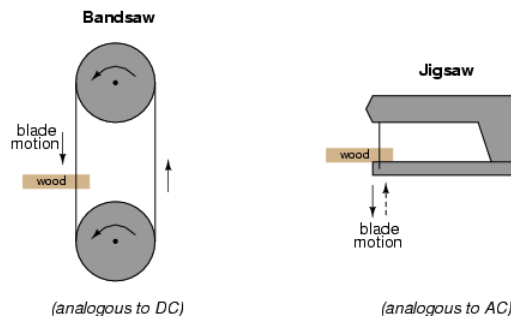 Bandsaw
blade
motion
wood
(analogous to DC)
Jigsaw
wood
blade
motion
(analogous to AC)